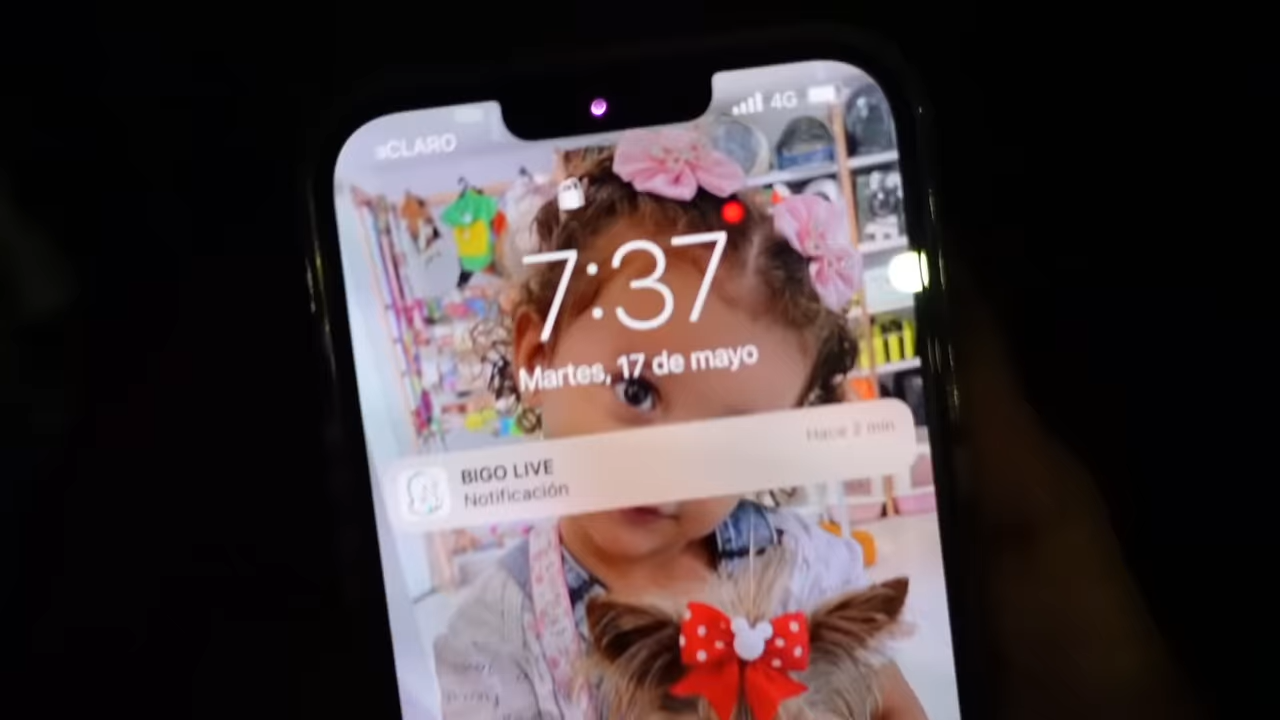 CLARO
4G
7:37
Martes, 17 de mayo
Hace 2 min
BIGO LIVE
Notificación